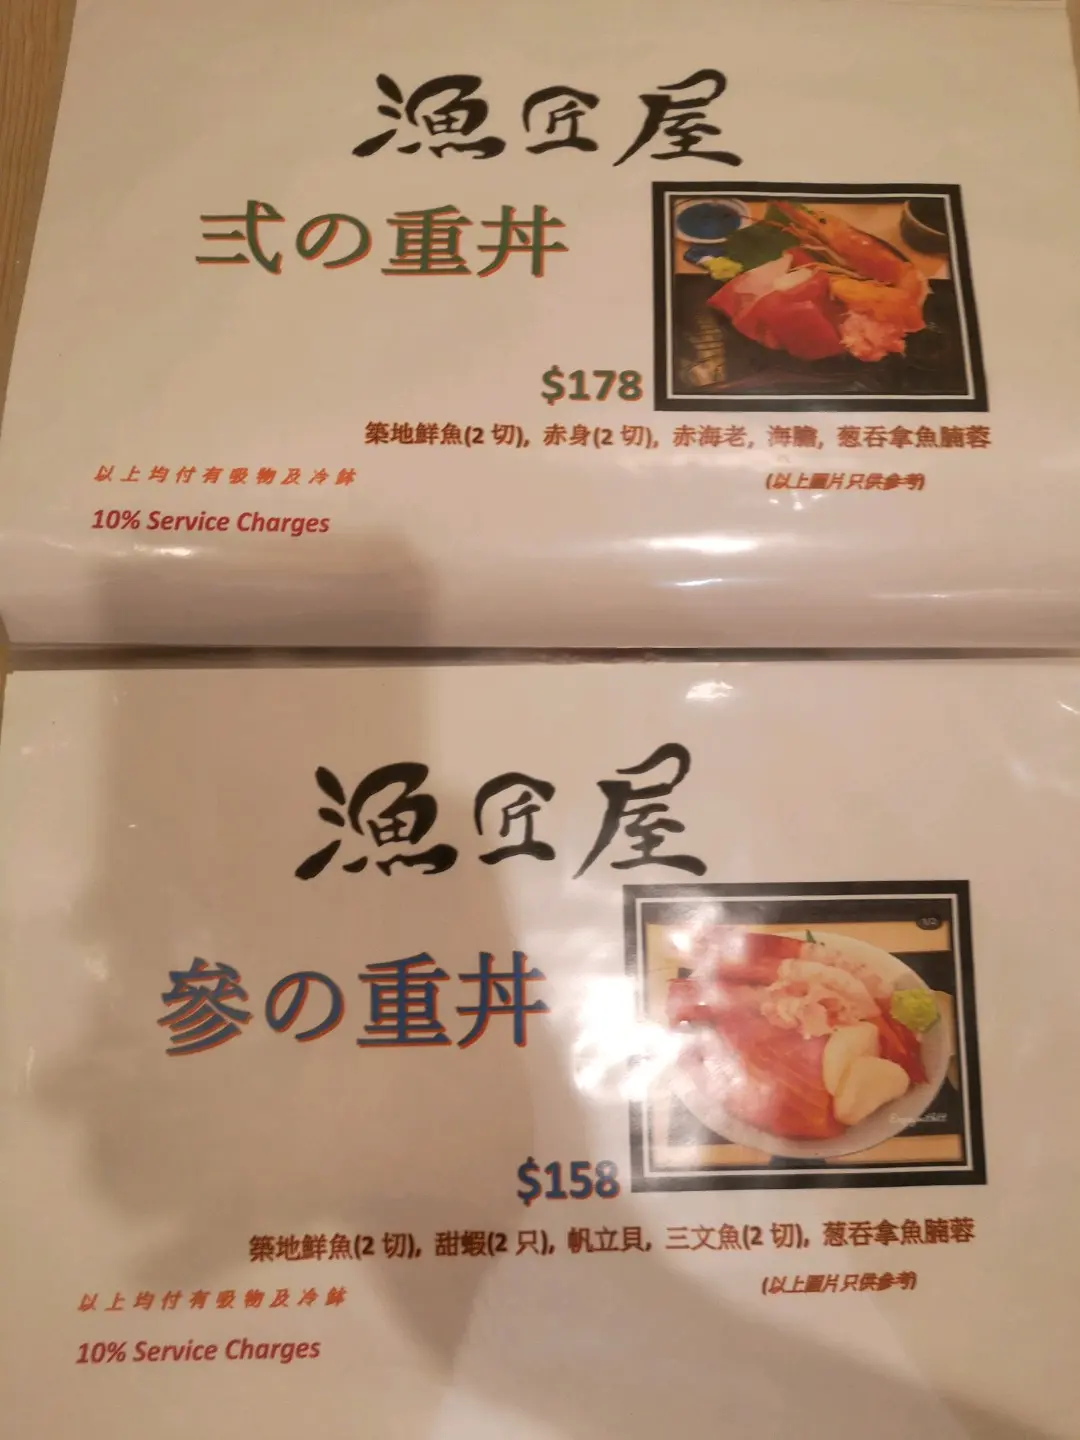 漁匠屋
弍の重丼
$178
築地鮮魚(2 切), 赤身(2 切), 赤海老, 海膽, 葱吞拿魚腩蓉
以上均付有吸物及冷鉢
(以上圖片只供參考)
10% Service Charges
漁匠屋
參の重丼
1/2
$158
築地鮮魚(2 切), 甜蝦(2 只), 帆立貝, 三文魚(2 切), 葱吞拿魚腩蓉
以上均付有吸物及冷鉢
(以上圖片只供參考)
10% Service Charges